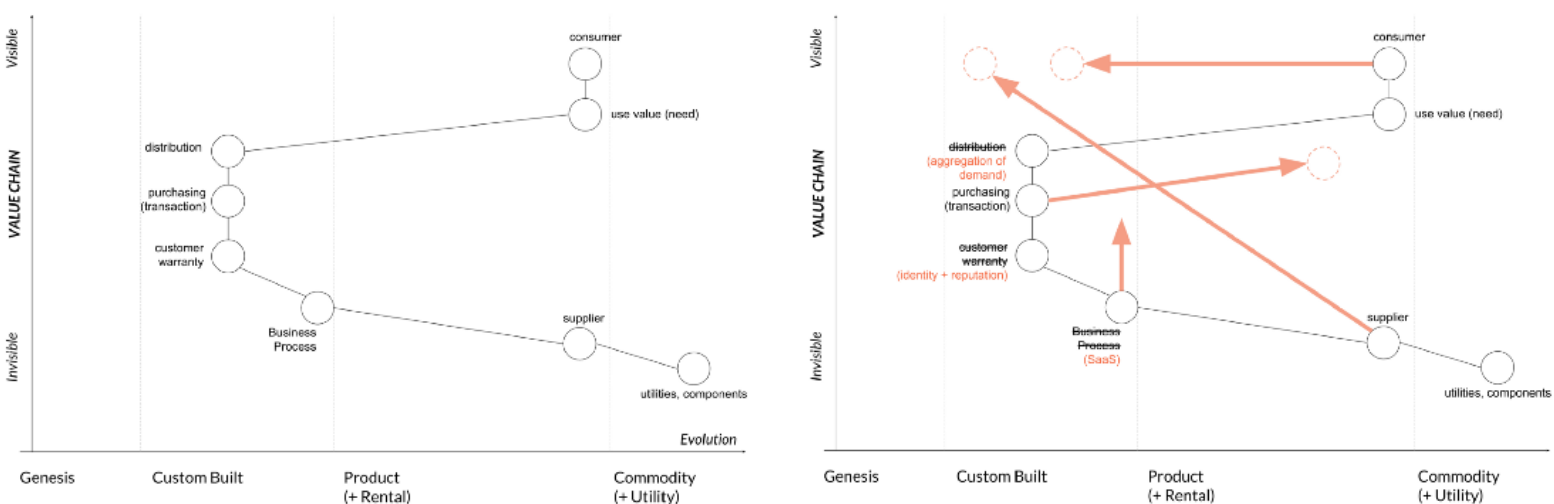 Visible
VALUE CHAIN
Invisible
consumer
use value (need)
distribution
purchasing
(transaction)
customer
warranty
Business
Process
supplier
utilities, components
Evolution
Genesis
Custom Built
Product
(+ Rental)
Commodity
(+ Utility)
Visible
VALUE CHAIN
Invisible
consumer
use value (need)
distribution
(aggregation of
demand)
purchasing
(transaction)
customer
warranty
(identity + reputation)
Business
Process
(SaaS)
supplier
utilities, components
Genesis
Custom Built
Product
(+ Rental)
Commodity
(+ Utility)